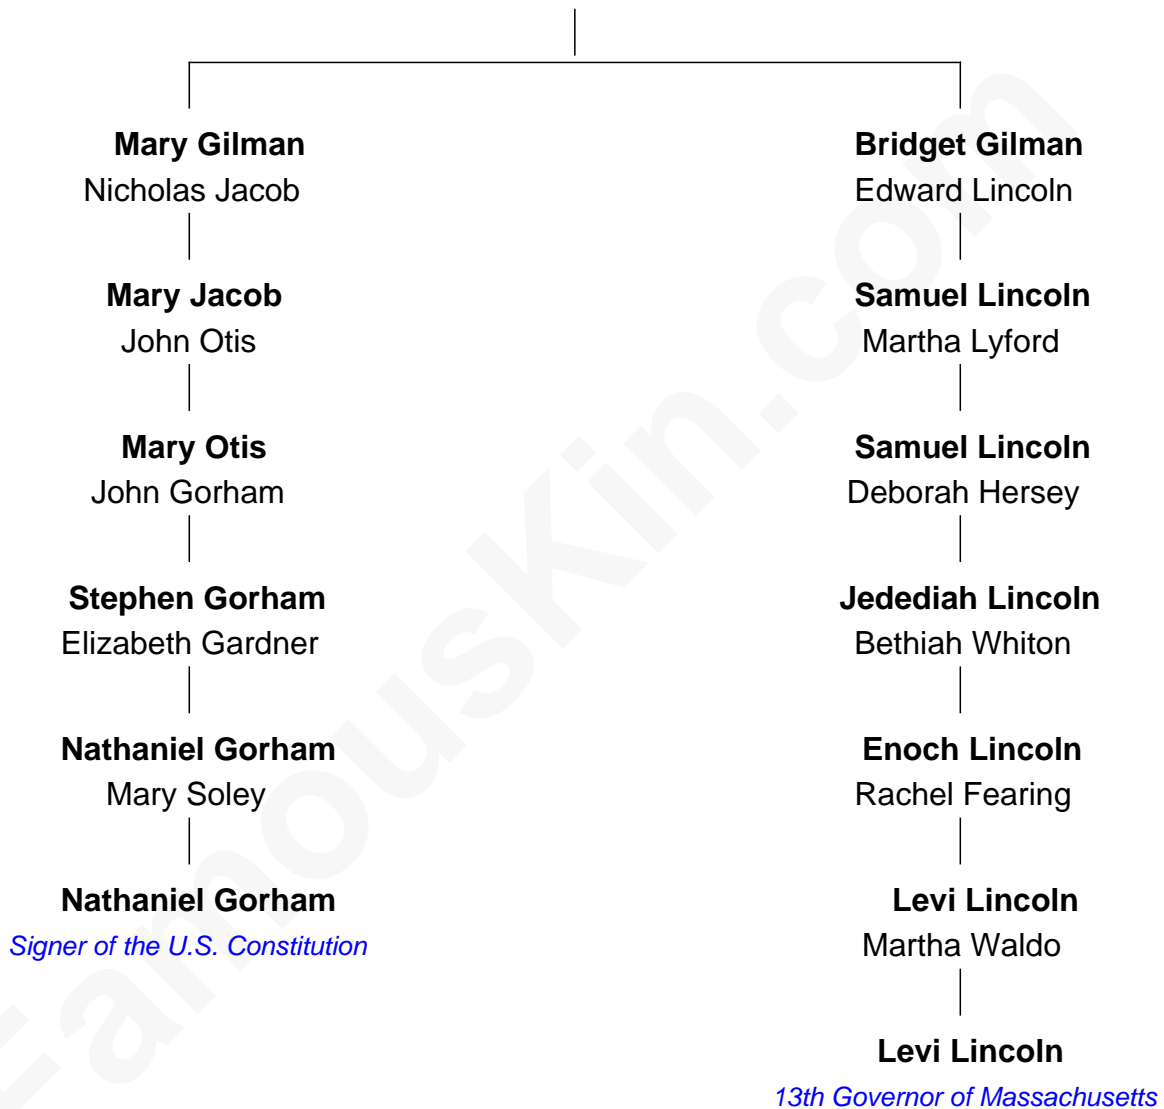 Mary Gilman
Nicholas Jacob
Mary Jacob
John Otis
Mary Otis
John Gorham
Stephen Gorham
Elizabeth Gardner
Nathaniel Gorham
Mary Soley
Nathaniel Gorham
Signer of the U.S. Constitution
Bridget Gilman
Edward Lincoln
Samuel Lincoln
Martha Lyford
Samuel Lincoln
Deborah Hersey
Jedediah Lincoln
Bethiah Whiton
Enoch Lincoln
Rachel Fearing
Levi Lincoln
Martha Waldo
Levi Lincoln
13th Governor of Massachusetts
FamousKin.com